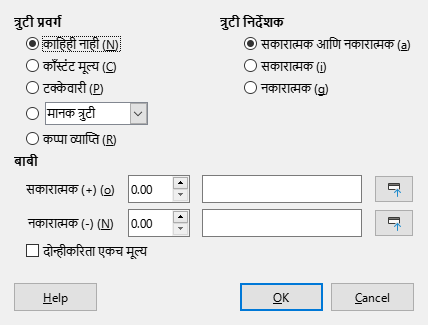 त्रुटी प्रवर्ग
काहिही नाही (N)
काँस्टंट मूल्य (C)
टक्केवारी (P)
मानक त्रुटी
कप्पा व्याप्ति (R)
त्रुटी निर्देशक
सकारात्मक आणि नकारात्मक (a)
सकारात्मक (i)
नकारात्मक (g)
बाबी
सकारात्मक (+) (o) 0.00
नकारात्मक (-) (N) 0.00
दोन्हीकरिता एकच मूल्य
Help OK Cancel